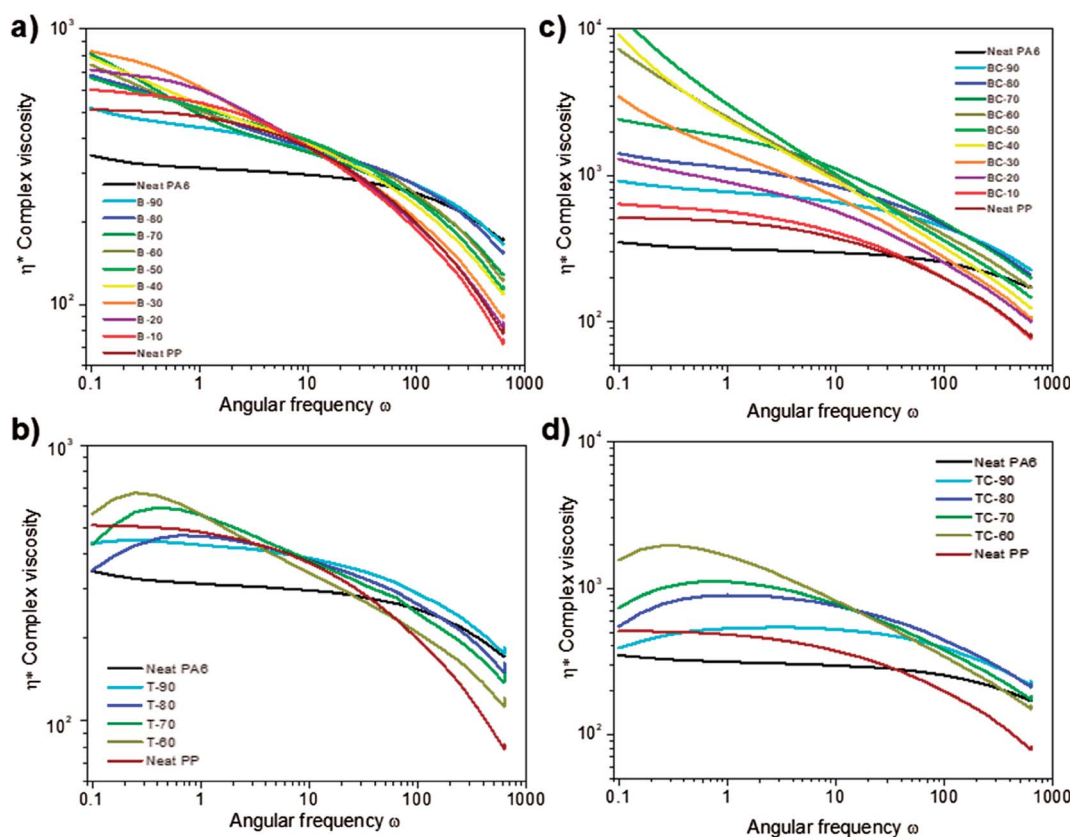 a)
10³
10²
η* Complex viscosity
Neat PA6
B-90
B-80
B-70
B-60
B-50
B-40
B-30
B-20
B-10
Neat PP
0.1 1 10 100 1000
Angular frequency ω
c)
10⁴
10³
10²
η* Complex viscosity
Neat PA6
BC-90
BC-80
BC-70
BC-60
BC-50
BC-40
BC-30
BC-20
BC-10
Neat PP
0.1 1 10 100 1000
Angular frequency ω
b)
10³
10²
η* Complex viscosity
Neat PA6
T-90
T-80
T-70
T-60
Neat PP
0.1 1 10 100 1000
Angular frequency ω
d)
10⁴
10³
10²
η* Complex viscosity
Neat PA6
TC-90
TC-80
TC-70
TC-60
Neat PP
0.1 1 10 100 1000
Angular frequency ω